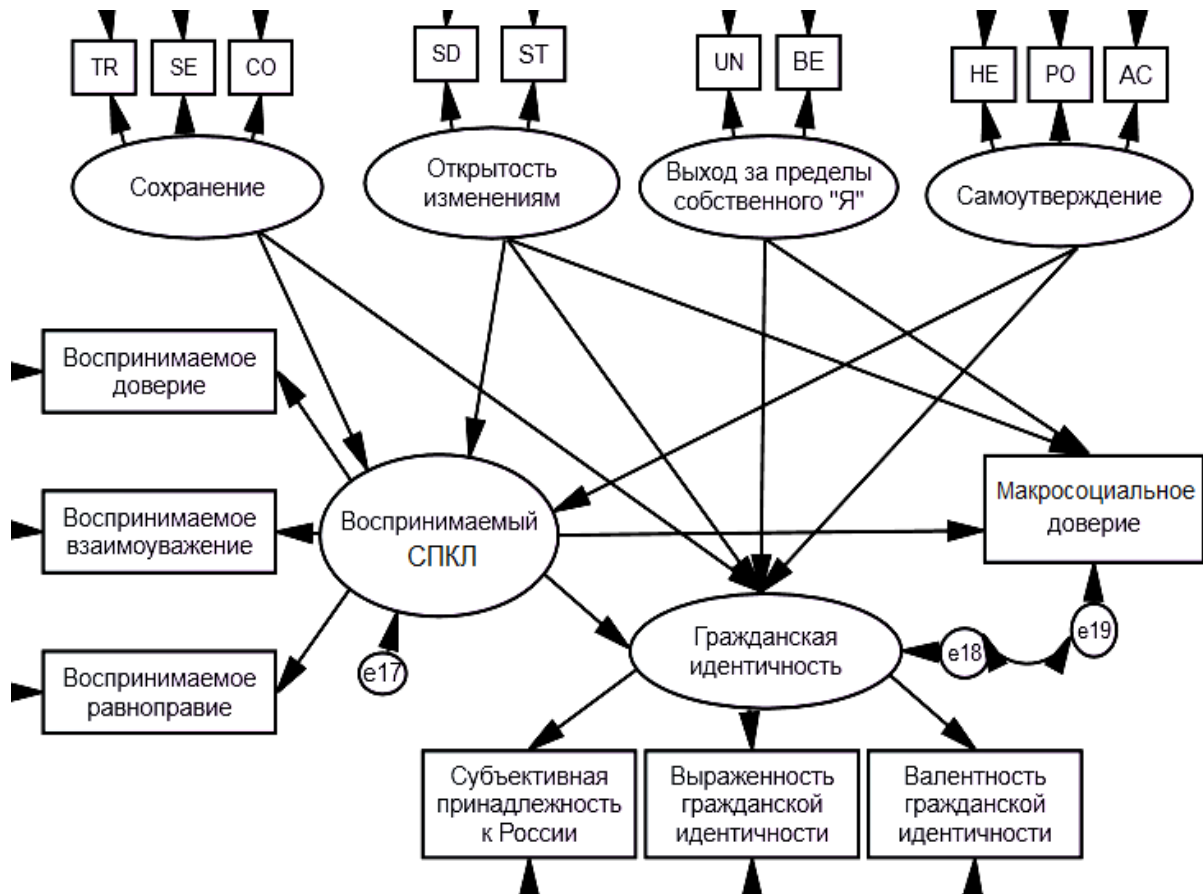 TR
SE
CO
SD
ST
UN
BE
HE
PO
AC
Сохранение
Открытость
изменениям
Выход за пределы
собственного "Я"
Самоутверждение
Воспринимаемое
доверие
Воспринимаемое
взаимоуважение
Воспринимаемое
равноправие
Воспринимаемый
СПКЛ
Макросоциальное
доверие
e17
Гражданская
идентичность
e18
e19
Субъективная
принадлежность
к России
Выраженность
гражданской
идентичности
Валентность
гражданской
идентичности